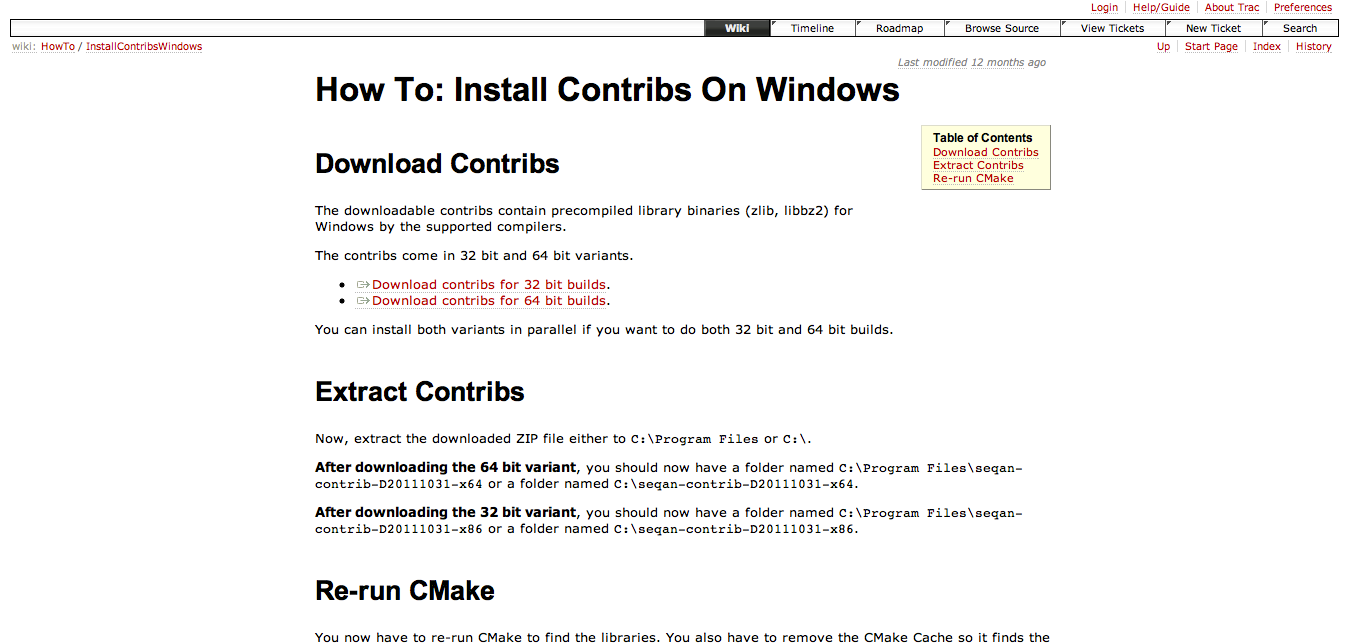 Login Help/Guide About Trac Preferences
Wiki Timeline Roadmap Browse Source View Tickets New Ticket Search
wiki: HowTo / InstallContribsWindows Up Start Page Index History
Last modified 12 months ago
How To: Install Contribs On Windows
Table of Contents
Download Contribs
Extract Contribs
Re-run CMake
Download Contribs
The downloadable contribs contain precompiled library binaries (zlib, libbz2) for
Windows by the supported compilers.
The contribs come in 32 bit and 64 bit variants.
• Download contribs for 32 bit builds.
• Download contribs for 64 bit builds.
You can install both variants in parallel if you want to do both 32 bit and 64 bit builds.
Extract Contribs
Now, extract the downloaded ZIP file either to C:\Program Files or C:\.
After downloading the 64 bit variant, you should now have a folder named C:\Program Files\seqan-
contrib-D20111031-x64 or a folder named C:\seqan-contrib-D20111031-x64.
After downloading the 32 bit variant, you should now have a folder named C:\Program Files\seqan-
contrib-D20111031-x86 or a folder named C:\seqan-contrib-D20111031-x86.
Re-run CMake
You now have to re-run CMake to find the libraries. You also have to remove the CMake Cache so it finds the